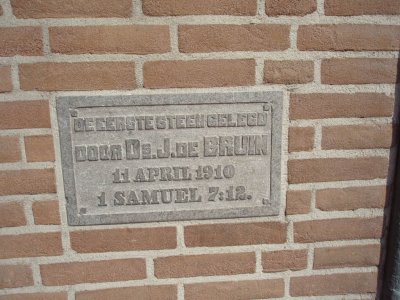 DE EERSTE STEEN GELEGD
DOOR Ds. J. DE BRUIN
11 APRIL 1910
1 SAMUEL 7:12.